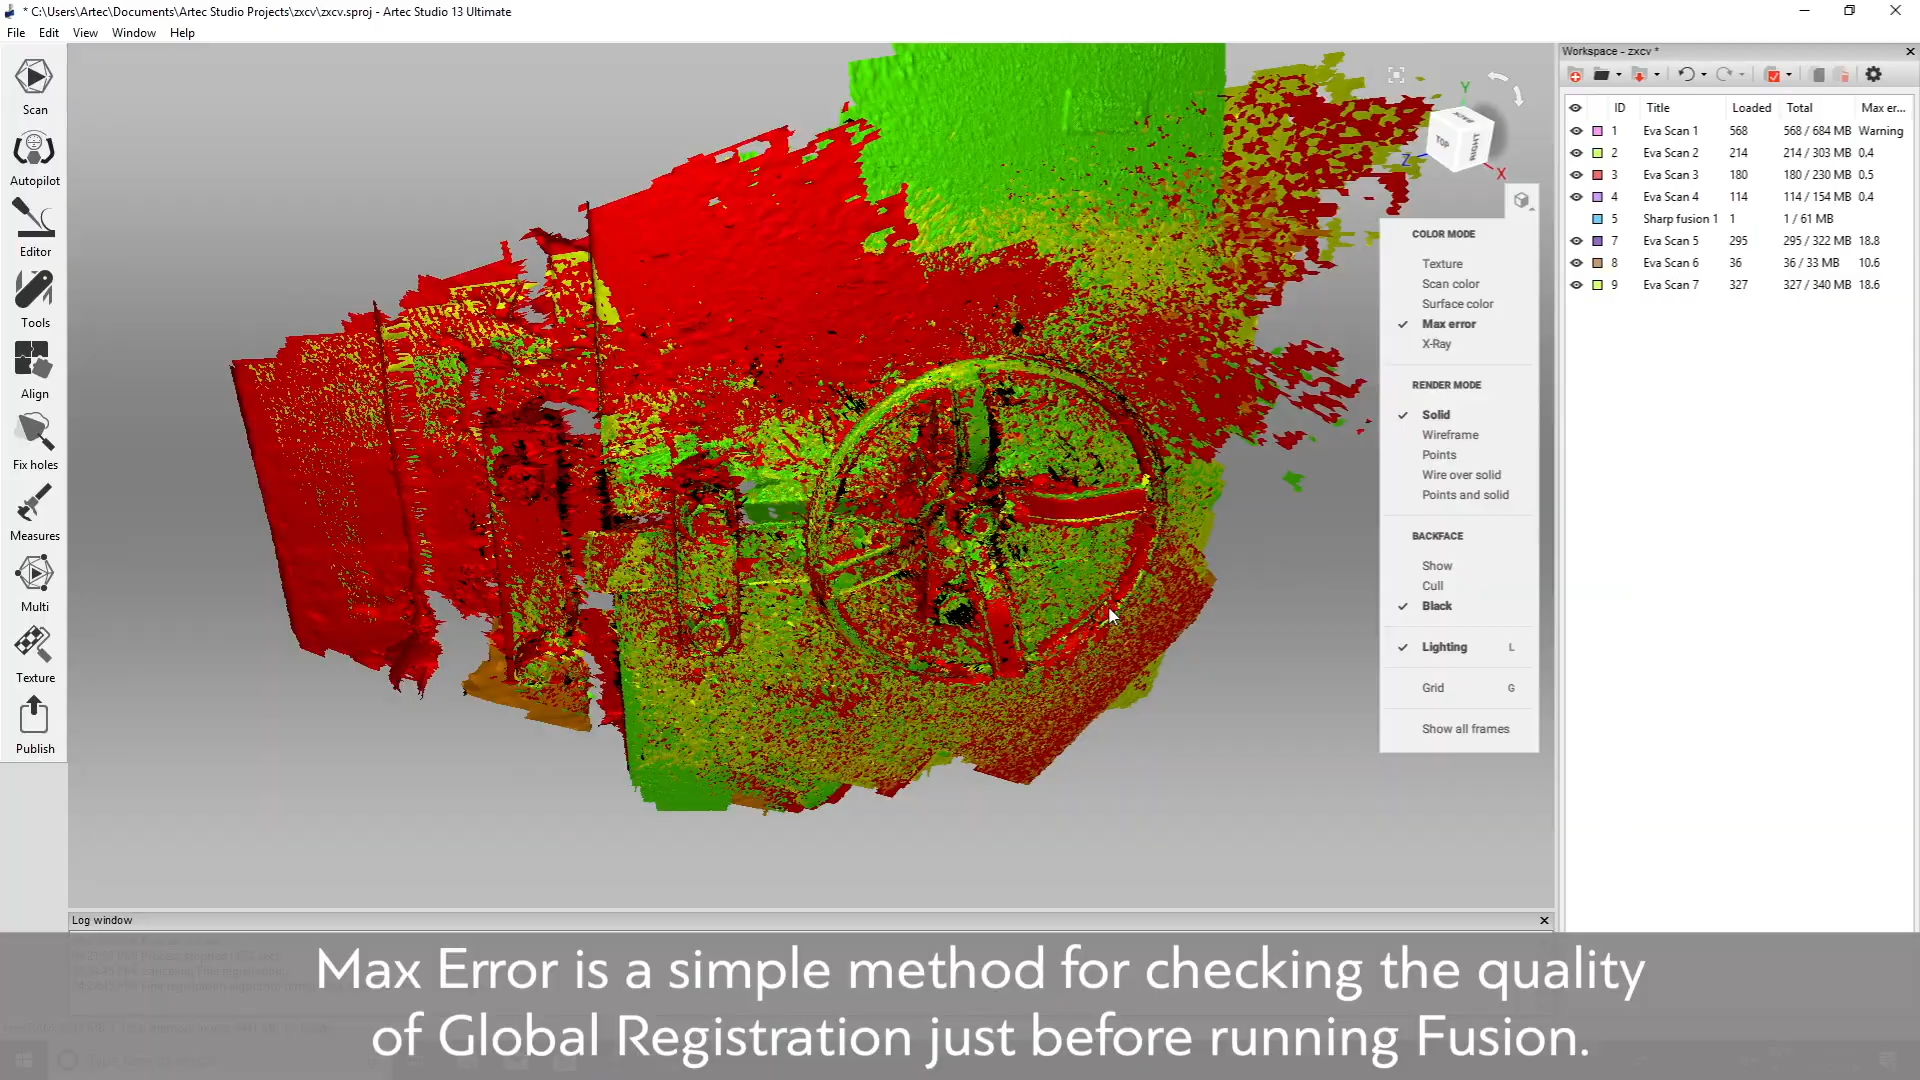 * C:\Users\Artec\Documents\Artec Studio Projects\zxcv\zxcv.sproj - Artec Studio 13 Ultimate
File Edit View Window Help
Scan
Autopilot
Editor
Tools
Align
Fix holes
Measures
Multi
Texture
Publish
Y
BACK
TOP
RIGHT
Z
X
COLOR MODE
Texture
Scan color
Surface color
Max error
X-Ray
RENDER MODE
Solid
Wireframe
Points
Wire over solid
Points and solid
BACKFACE
Show
Cull
Black
Lighting L
Grid G
Show all frames
Workspace - zxcv *
ID Title Loaded Total Max er...
1 Eva Scan 1 568 568 / 684 MB Warning
2 Eva Scan 2 214 214 / 303 MB 0.4
3 Eva Scan 3 180 180 / 230 MB 0.5
4 Eva Scan 4 114 114 / 154 MB 0.4
5 Sharp fusion 1 1 1 / 61 MB
7 Eva Scan 5 295 295 / 322 MB 18.8
8 Eva Scan 6 36 36 / 33 MB 10.6
9 Eva Scan 7 327 327 / 340 MB 18.6
Log window
Max Error is a simple method for checking the quality
of Global Registration just before running Fusion.